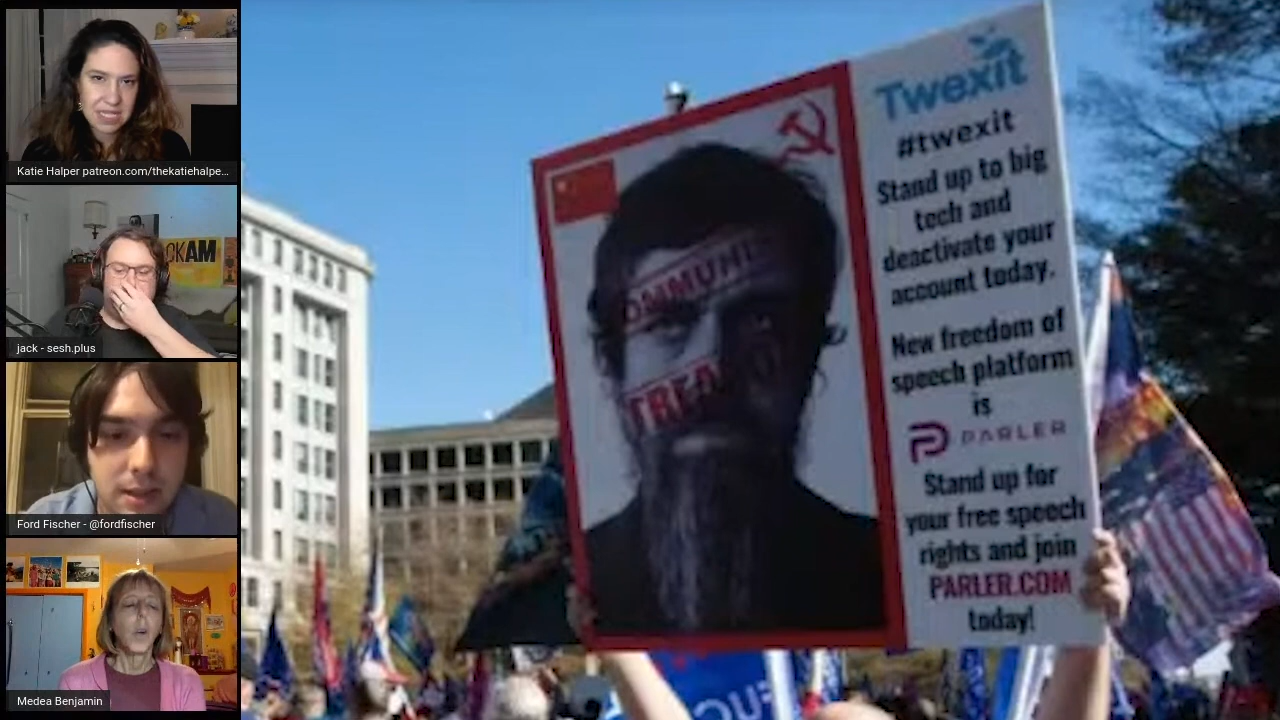 Katie Halper patreon.com/thekatiehalpe…
CKAM
jack - sesh.plus
Ford Fischer - @fordfischer
Medea Benjamin
Twexit
#twexit
Stand up to big
tech and
deactivate your
account today.
New freedom of
speech platform
is
PARLER
Stand up for
your free speech
rights and join
PARLER.COM
today!